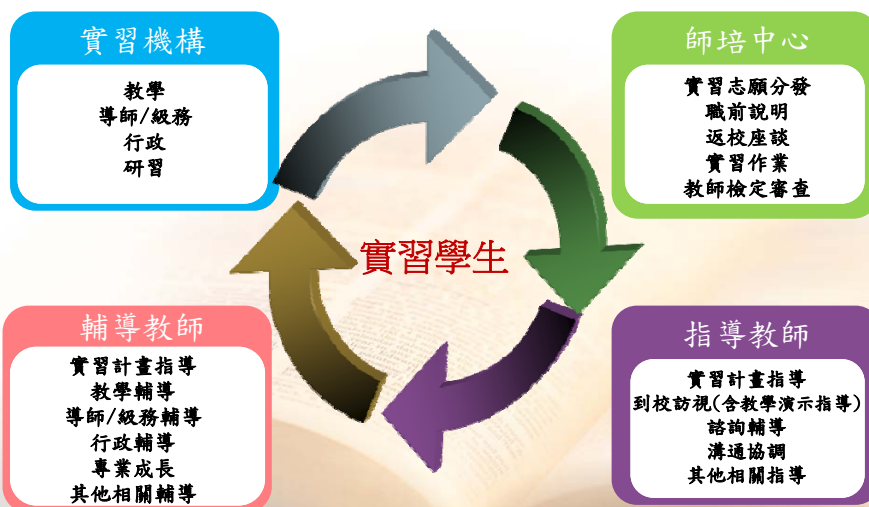 實習機構
教學
導師/級務
行政
研習
師培中心
實習志願分發
職前說明
返校座談
實習作業
教師檢定審查
實習學生
輔導教師
實習計畫指導
教學輔導
導師/級務輔導
行政輔導
專業成長
其他相關輔導
指導教師
實習計畫指導
到校訪視(含教學演示指導)
諮詢輔導
溝通協調
其他相關指導